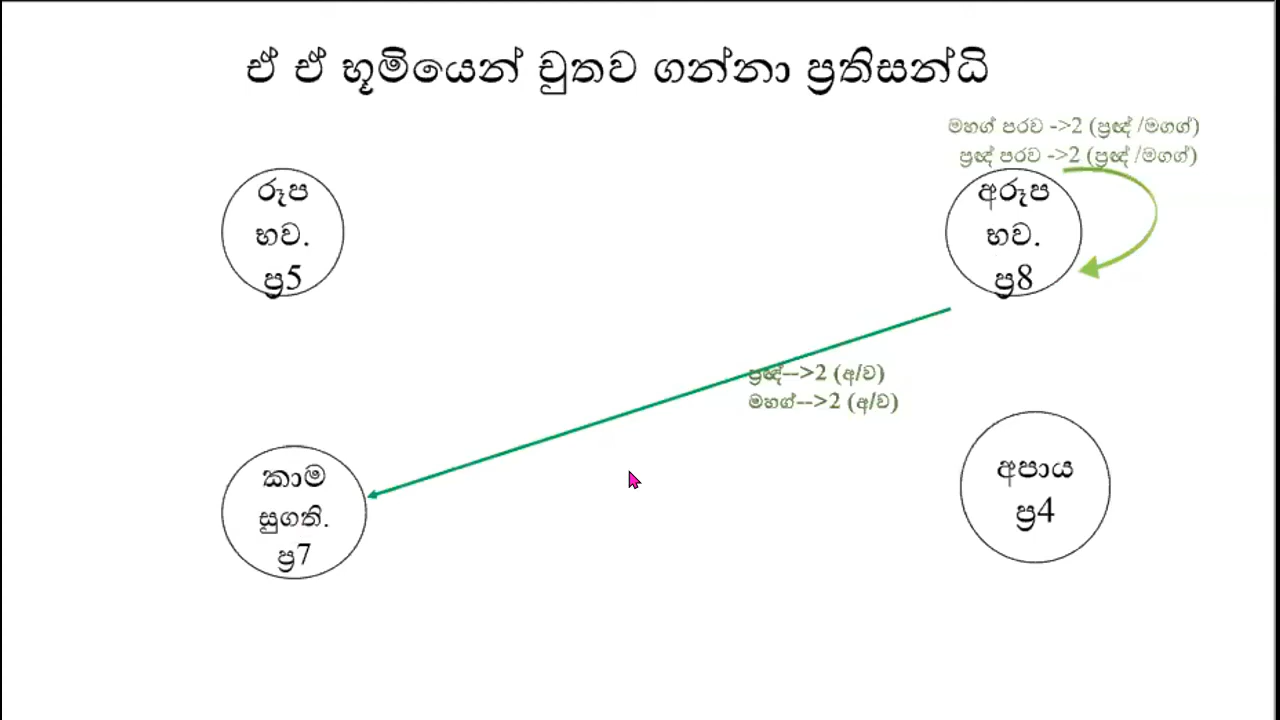 ඒ ඒ භූමියෙන් චුතව ගන්නා ප්‍රතිසන්ධි
මහග් පරව ->2 (ප්‍රඥ් /මගග්)
ප්‍රඥ් පරව ->2 (ප්‍රඥ් /මගග්)
රූප
භව.
ප්‍ර5
අරූප
භව.
ප්‍ර8
ප්‍රඥ්-->2 (අ/ව)
මහග්-->2 (අ/ව)
කාම
සුගති.
ප්‍ර7
අපාය
ප්‍ර4